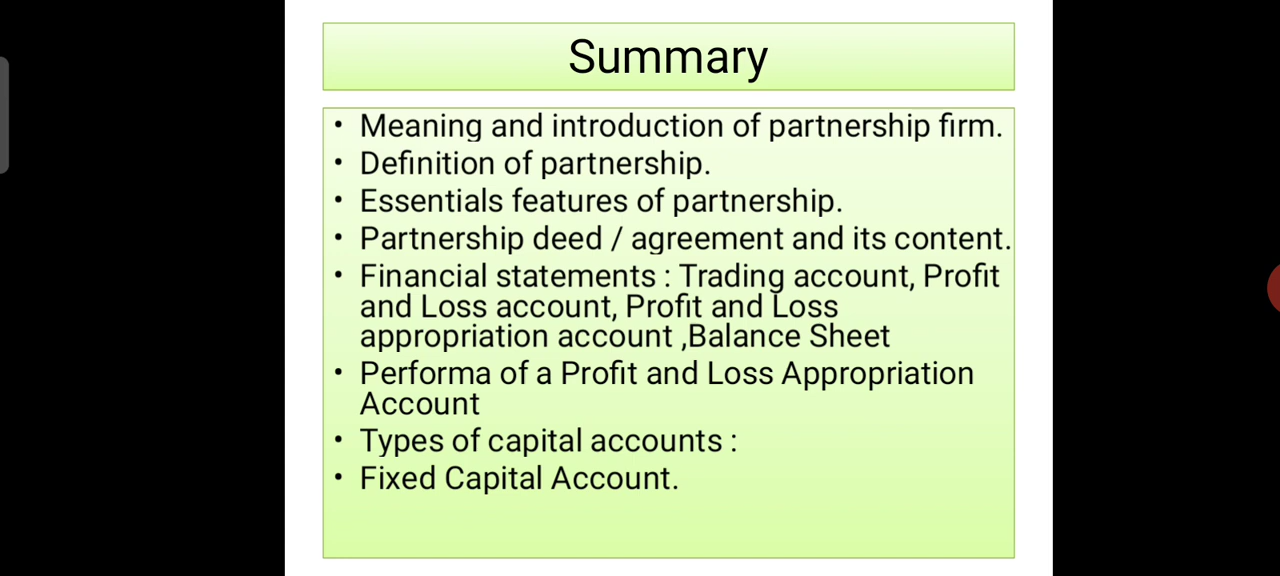 Summary
• Meaning and introduction of partnership firm.
• Definition of partnership.
• Essentials features of partnership.
• Partnership deed / agreement and its content.
• Financial statements : Trading account, Profit
and Loss account, Profit and Loss
appropriation account ,Balance Sheet
• Performa of a Profit and Loss Appropriation
Account
• Types of capital accounts :
• Fixed Capital Account.